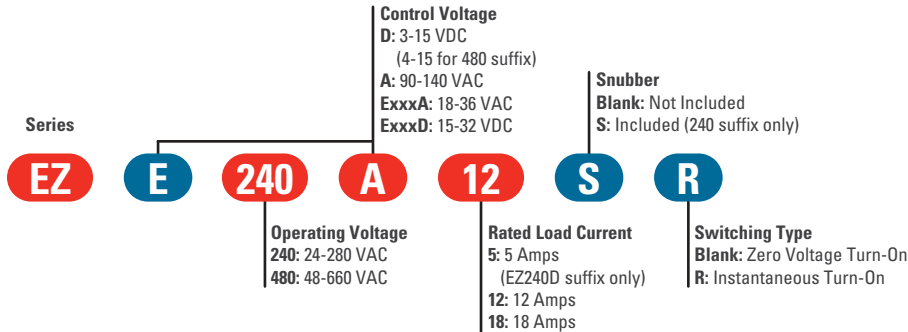 Control Voltage
D: 3-15 VDC
(4-15 for 480 suffix)
A: 90-140 VAC
ExxxA: 18-36 VAC
ExxxD: 15-32 VDC
Snubber
Blank: Not Included
S: Included (240 suffix only)
Series
EZ E 240 A 12 S R
Operating Voltage
240: 24-280 VAC
480: 48-660 VAC
Rated Load Current
5: 5 Amps
(EZ240D suffix only)
12: 12 Amps
18: 18 Amps
Switching Type
Blank: Zero Voltage Turn-On
R: Instantaneous Turn-On